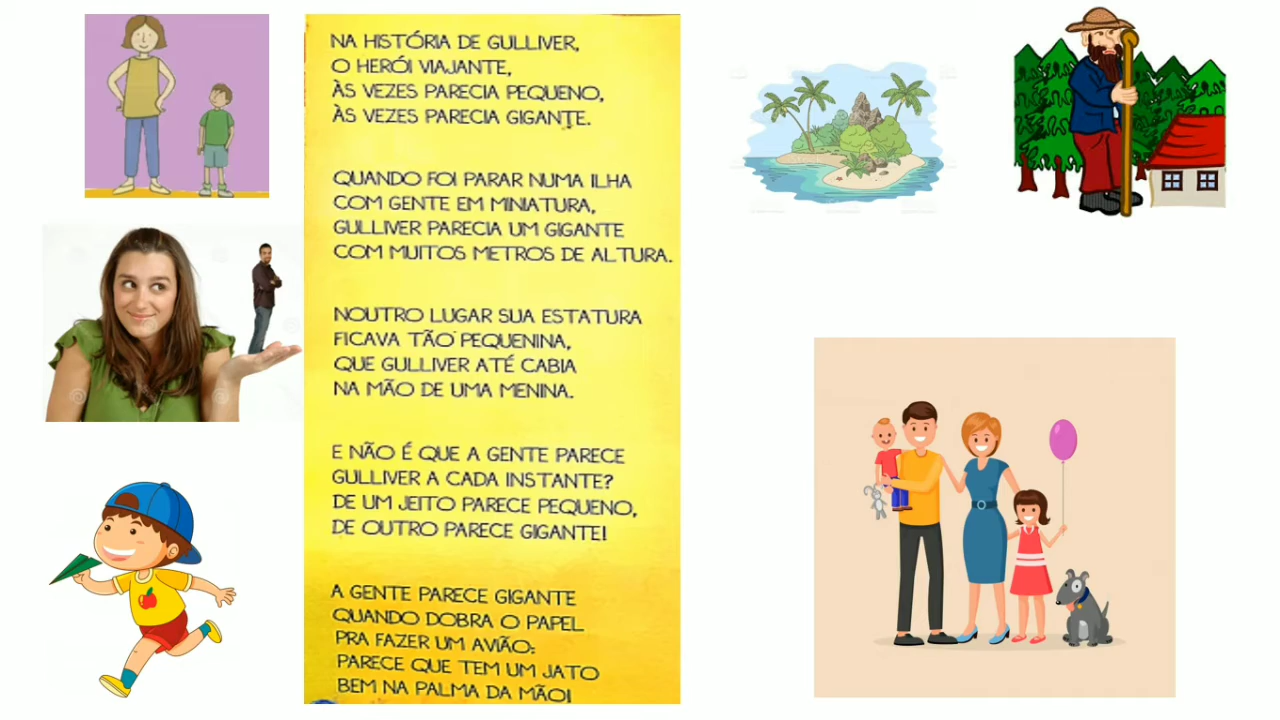 NA HISTÓRIA DE GULLIVER,
O HERÓI VIAJANTE,
ÀS VEZES PARECIA PEQUENO,
ÀS VEZES PARECIA GIGANTE.
QUANDO FOI PARAR NUMA ILHA
COM GENTE EM MINIATURA,
GULLIVER PARECIA UM GIGANTE
COM MUITOS METROS DE ALTURA.
NOUTRO LUGAR SUA ESTATURA
FICAVA TÃO PEQUENINA,
QUE GULLIVER ATÉ CABIA
NA MÃO DE UMA MENINA.
E NÃO É QUE A GENTE PARECE
GULLIVER A CADA INSTANTE?
DE UM JEITO PARECE PEQUENO,
DE OUTRO PARECE GIGANTE!
A GENTE PARECE GIGANTE
QUANDO DOBRA O PAPEL
PRA FAZER UM AVIÃO:
PARECE QUE TEM UM JATO
BEM NA PALMA DA MÃO!